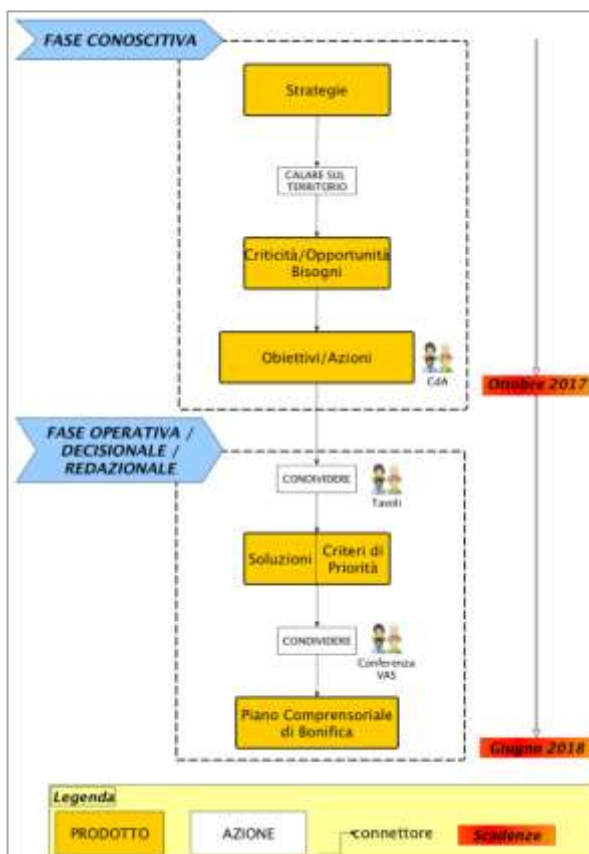 FASE CONOSCITIVA
Strategie
CALARE SUL
TERRITORIO
Criticità/Opportunità
Bisogni
Obiettivi/Azioni
CdA
Ottobre 2017
FASE OPERATIVA /
DECISIONALE /
REDAZIONALE
CONDIVIDERE
Tavoli
Soluzioni
Criteri di
Priorità
CONDIVIDERE
Conferenza
VAS
Piano Comprensoriale
di Bonifica
Giugno 2018
Legenda
PRODOTTO
AZIONE
connettore
Scadenze